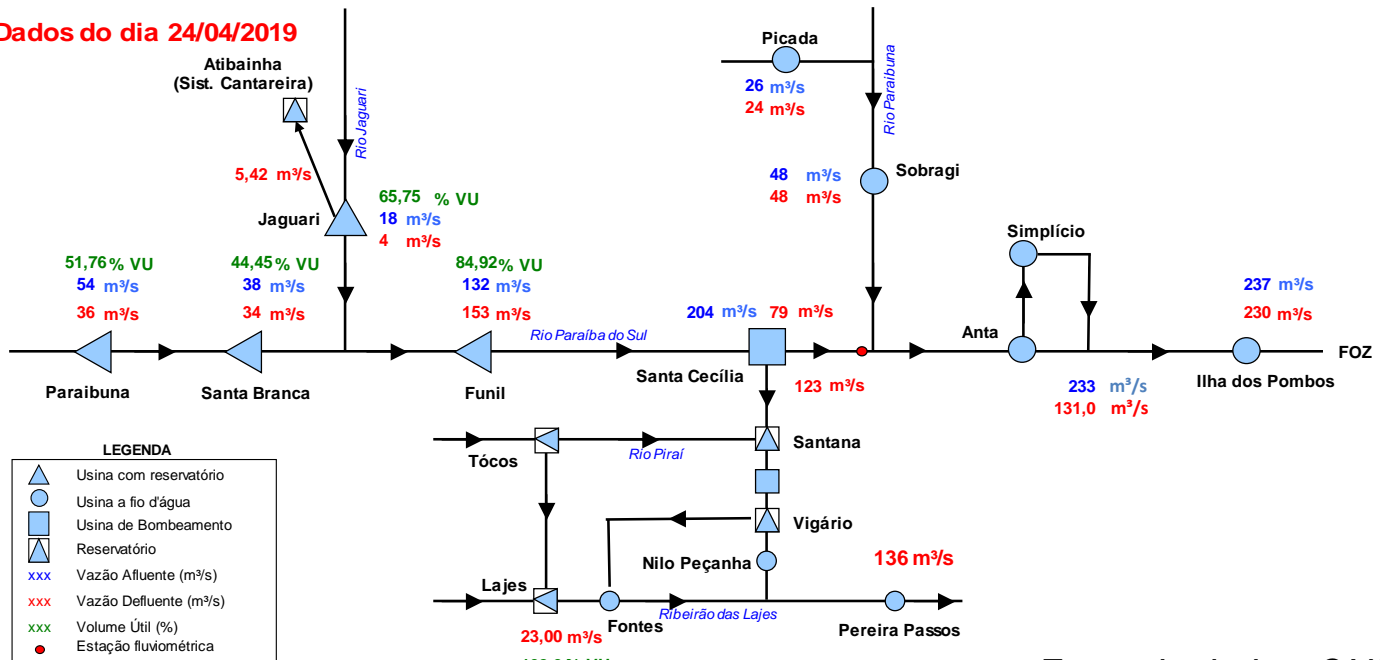 Dados do dia 24/04/2019
Atibainha
(Sist. Cantareira)
Rio Jaguari
5,42 m³/s
Jaguari
65,75 % VU
18 m³/s
4 m³/s
Picada
26 m³/s
24 m³/s
Rio Paraibuna
48 m³/s
48 m³/s
Sobragi
Simplício
51,76% VU
54 m³/s
36 m³/s
44,45% VU
38 m³/s
34 m³/s
84,92% VU
132 m³/s
153 m³/s
204 m³/s 79 m³/s
237 m³/s
230 m³/s
Rio Paraíba do Sul
Anta
FOZ
Paraibuna
Santa Branca
Funil
Santa Cecília
123 m³/s
233 m³/s
131,0 m³/s
Ilha dos Pombos
Tócos
Rio Piraí
Santana
Vigário
Nilo Peçanha
136 m³/s
Lajes
Fontes
Ribeirão das Lajes
Pereira Passos
23,00 m³/s
LEGENDA
Usina com reservatório
Usina a fio d'água
Usina de Bombeamento
Reservatório
xxx Vazão Afluente (m³/s)
xxx Vazão Defluente (m³/s)
xxx Volume Útil (%)
Estação fluviométrica